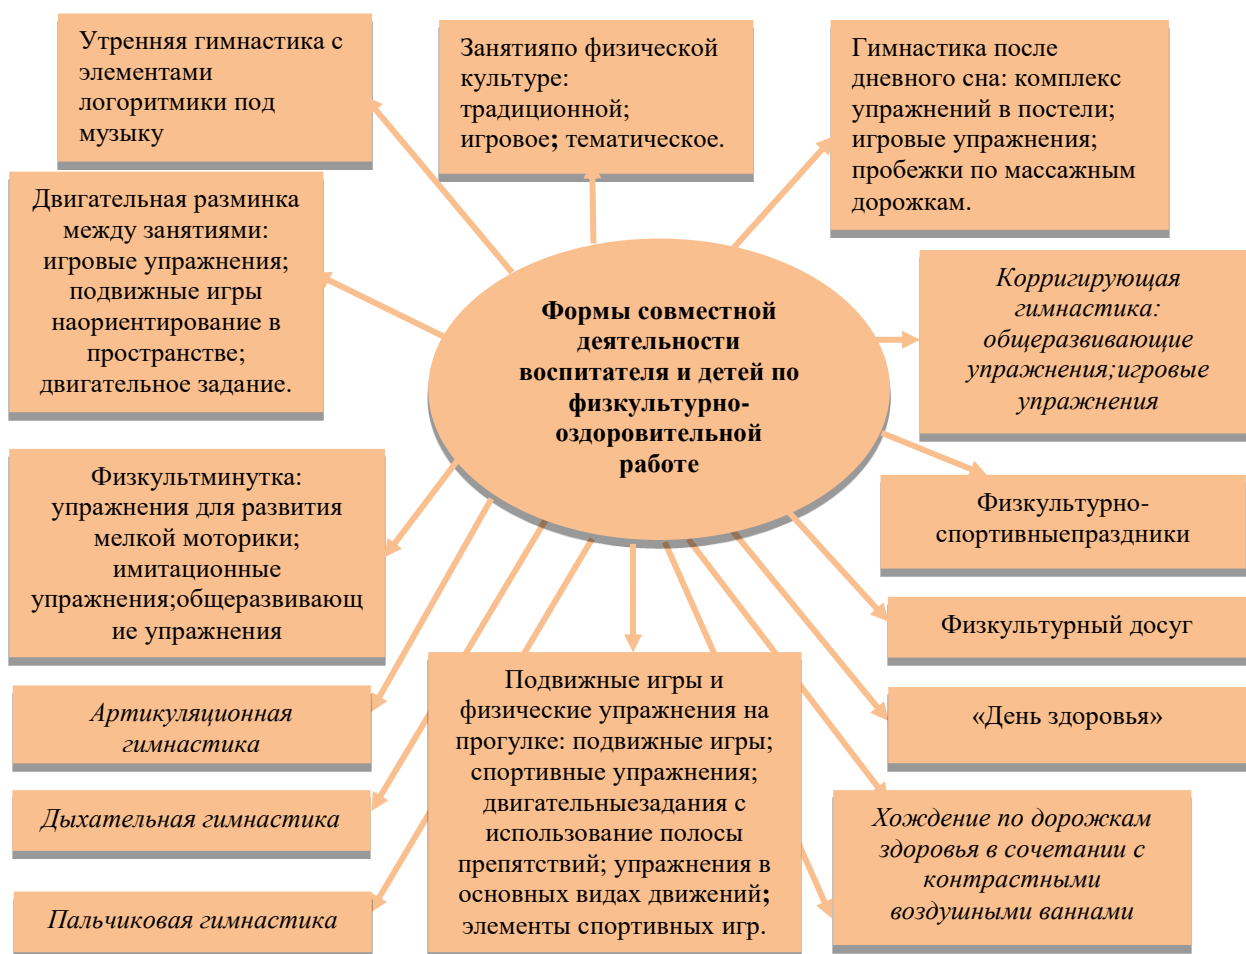 Утренняя гимнастика с
элементами
логоритмики под
музыку
Занятияпо физической
культуре:
традиционной;
игровое; тематическое.
Гимнастика после
дневного сна: комплекс
упражнений в постели;
игровые упражнения;
пробежки по массажным
дорожкам.
Двигательная разминка
между занятиями:
игровые упражнения;
подвижные игры
наориентирование в
пространстве;
двигательное задание.
Формы совместной
деятельности
воспитателя и детей по
физкультурно-
оздоровительной
работе
Корригирующая
гимнастика:
общеразвивающие
упражнения;игровые
упражнения
Физкультминутка:
упражнения для развития
мелкой моторики;
имитационные
упражнения;общеразвивающ
ие упражнения
Физкультурно-
спортивныепраздники
Физкультурный досуг
Артикуляционная
гимнастика
Подвижные игры и
физические упражнения на
прогулке: подвижные игры;
спортивные упражнения;
двигательныезадания с
использование полосы
препятствий; упражнения в
основных видах движений;
элементы спортивных игр.
«День здоровья»
Дыхательная гимнастика
Хождение по дорожкам
здоровья в сочетании с
контрастными
воздушными ваннами
Пальчиковая гимнастика